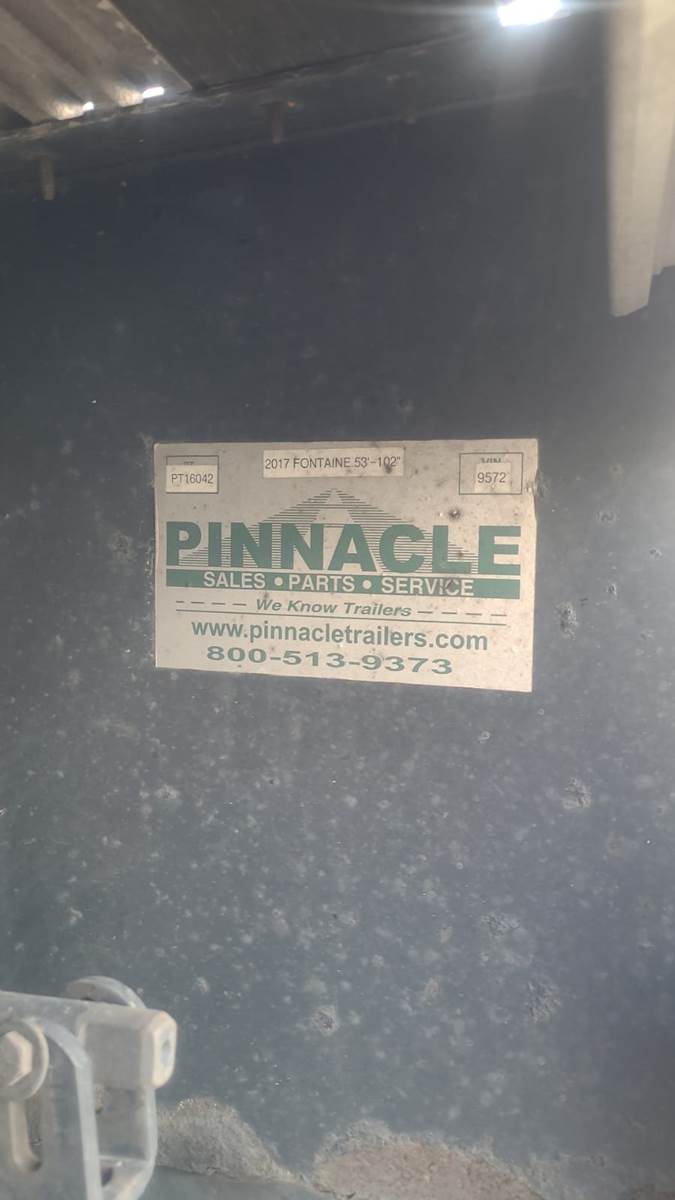 PT16042
2017 FONTAINE 53'-102"
VIN
9572
PINNACLE
SALES • PARTS • SERVICE
We Know Trailers
www.pinnacletrailers.com
800-513-9373